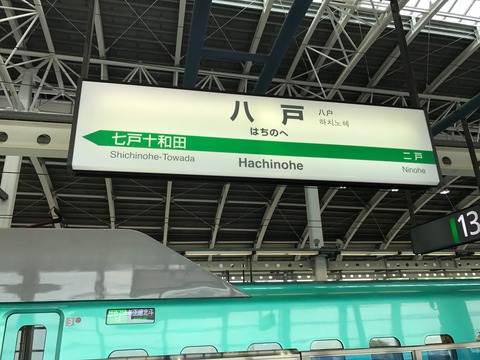 八戸
八户
하치노헤
はちのへ
Hachinohe
七戸十和田
Shichinohe-Towada
二戸
Ninohe
13